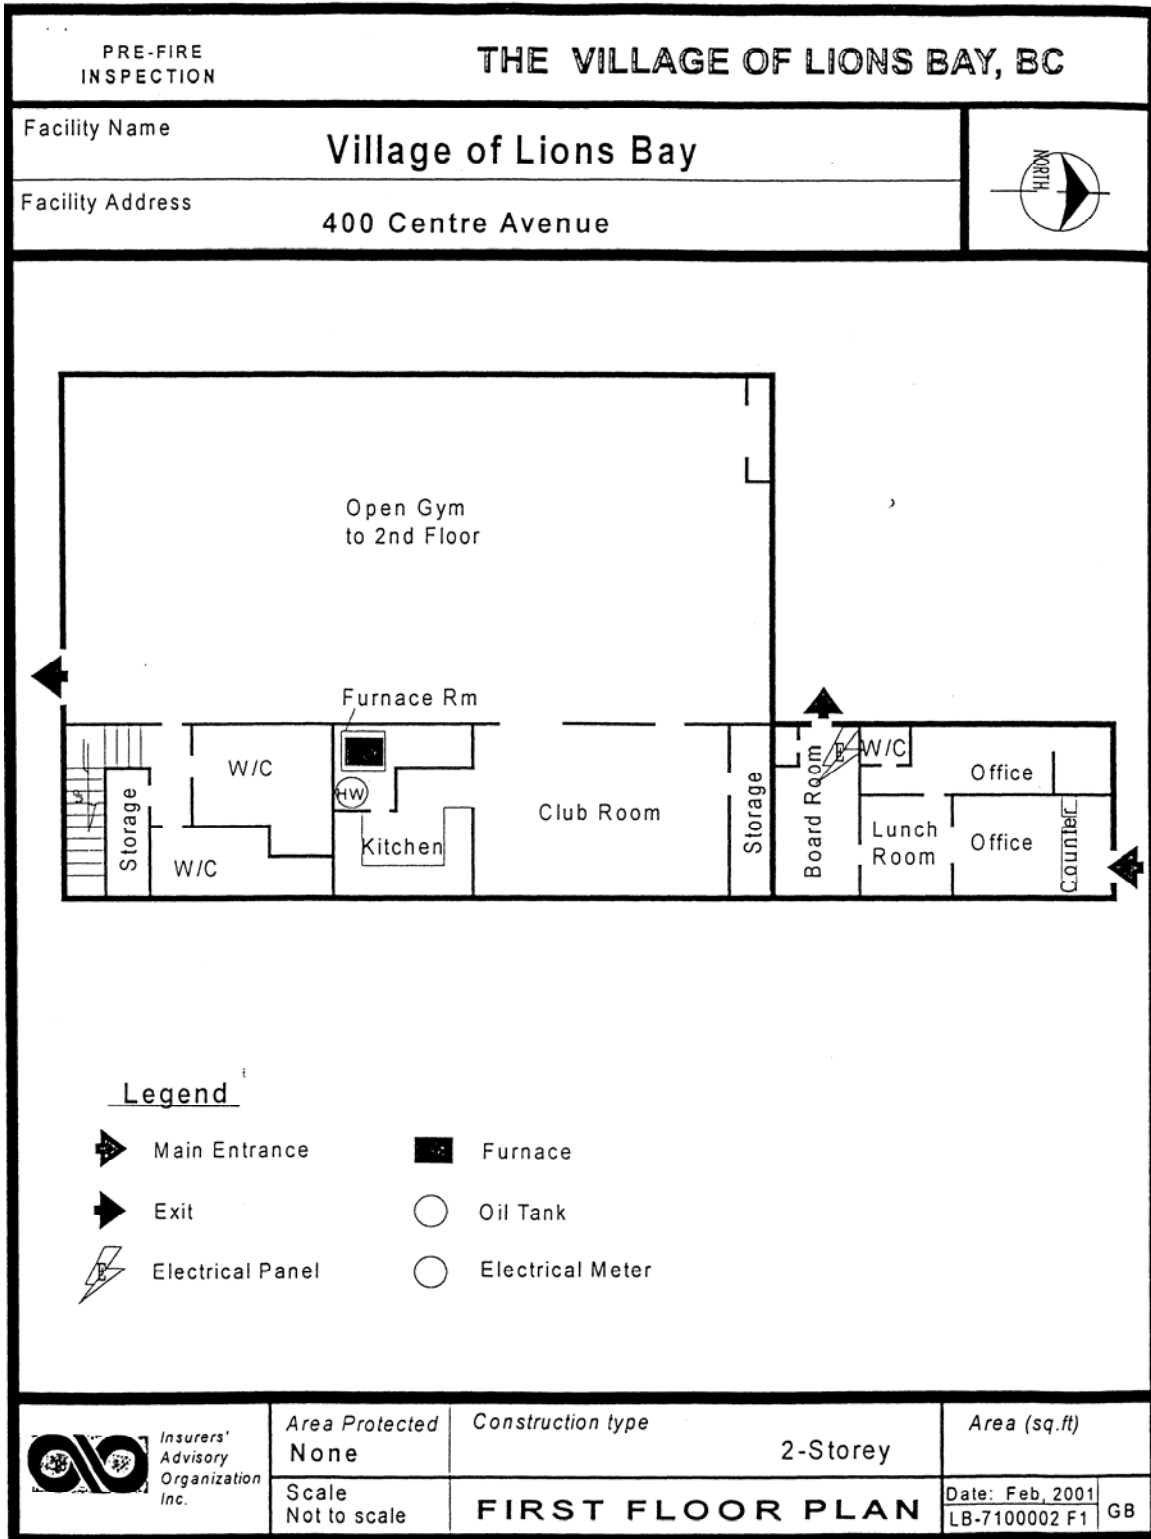 PRE-FIRE
INSPECTION
THE VILLAGE OF LIONS BAY, BC
Facility Name
Village of Lions Bay
Facility Address
400 Centre Avenue
NORTH
Open Gym
to 2nd Floor
Furnace Rm
W/C
HW
Kitchen
Storage
W/C
Club Room
Storage
Board Room
E
W/C
Lunch
Room
Office
Office
Counter
Legend
Main Entrance
Furnace
Exit
Oil Tank
E
Electrical Panel
Electrical Meter
Insurers'
Advisory
Organization
Inc.
Area Protected
None
Construction type
2-Storey
Area (sq.ft)
Scale
Not to scale
FIRST FLOOR PLAN
Date: Feb, 2001
LB-7100002 F1
GB